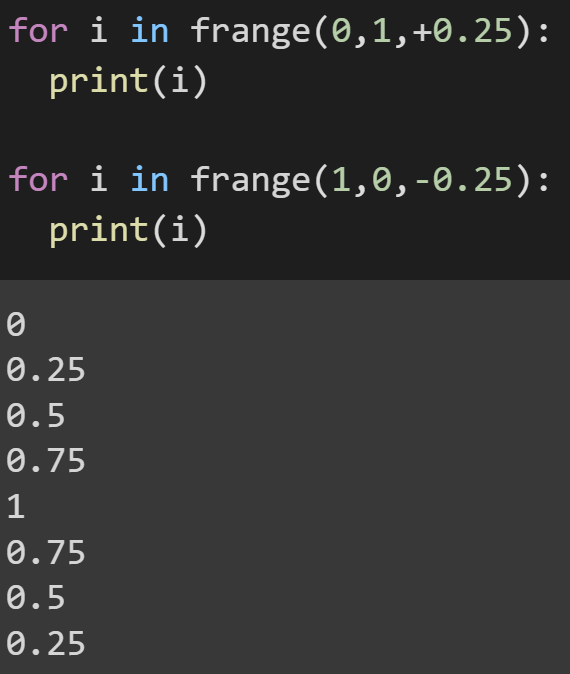 for i in frange(0,1,+0.25):
  print(i)

for i in frange(1,0,-0.25):
  print(i)
0
0.25
0.5
0.75
1
0.75
0.5
0.25